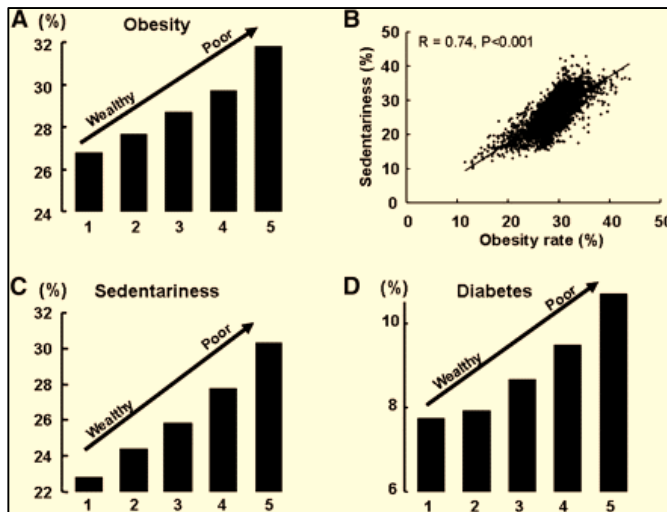 A (%) Obesity
32
30
28
26
24
Wealthy
Poor
1 2 3 4 5
B
R = 0.74, P<0.001
Sedentariness (%)
50
40
30
20
10
0
0 10 20 30 40 50
Obesity rate (%)
C (%) Sedentariness
32
30
28
26
24
22
Wealthy
Poor
1 2 3 4 5
D (%) Diabetes
10
8
6
Wealthy
Poor
1 2 3 4 5